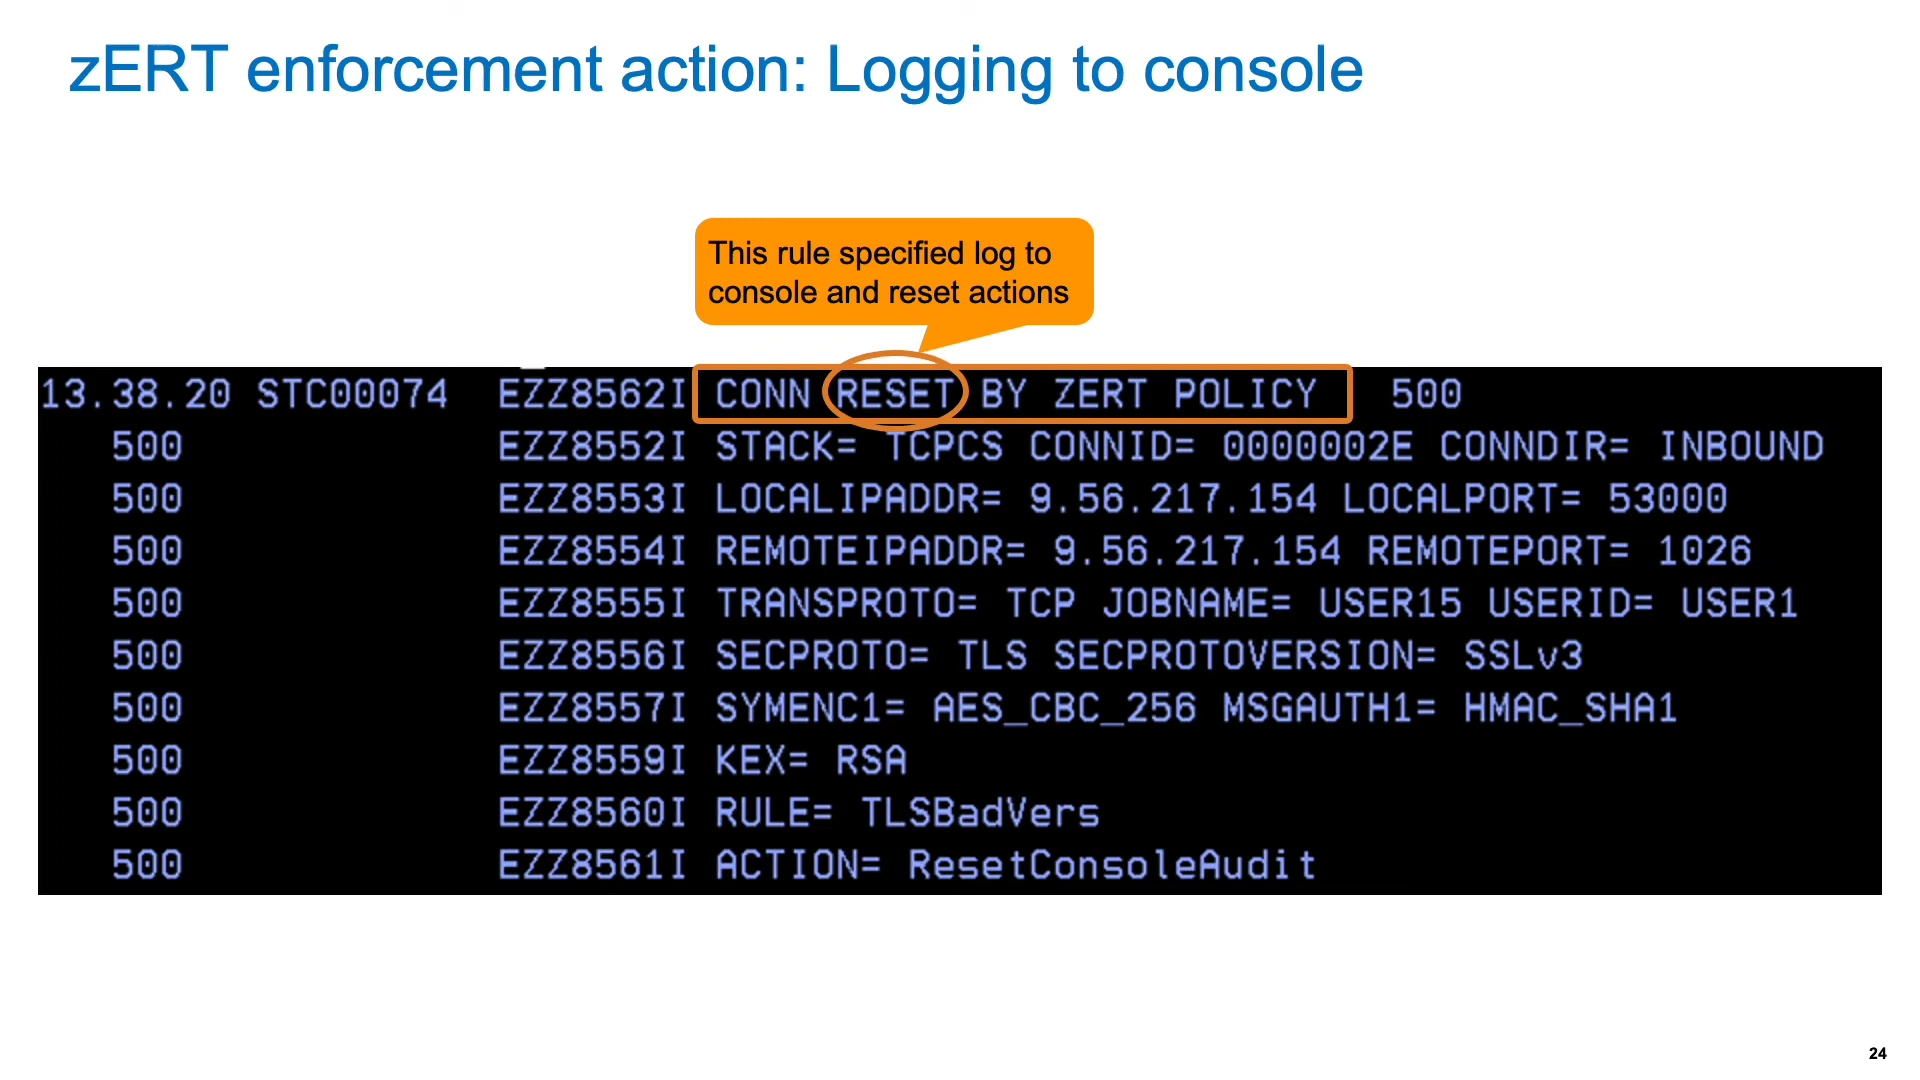 zERT enforcement action: Logging to console
This rule specified log to
console and reset actions
13.38.20 STC00074 EZZ8562I CONN RESET BY ZERT POLICY 500
500 EZZ8552I STACK= TCPCS CONNID= 0000002E CONNDIR= INBOUND
500 EZZ8553I LOCALIPADDR= 9.56.217.154 LOCALPORT= 53000
500 EZZ8554I REMOTEIPADDR= 9.56.217.154 REMOTEPORT= 1026
500 EZZ8555I TRANSPROTO= TCP JOBNAME= USER15 USERID= USER1
500 EZZ8556I SECPROTO= TLS SECPROTOVERSION= SSLv3
500 EZZ8557I SYMENC1= AES_CBC_256 MSGAUTH1= HMAC_SHA1
500 EZZ8559I KEX= RSA
500 EZZ8560I RULE= TLSBadVers
500 EZZ8561I ACTION= ResetConsoleAudit
24